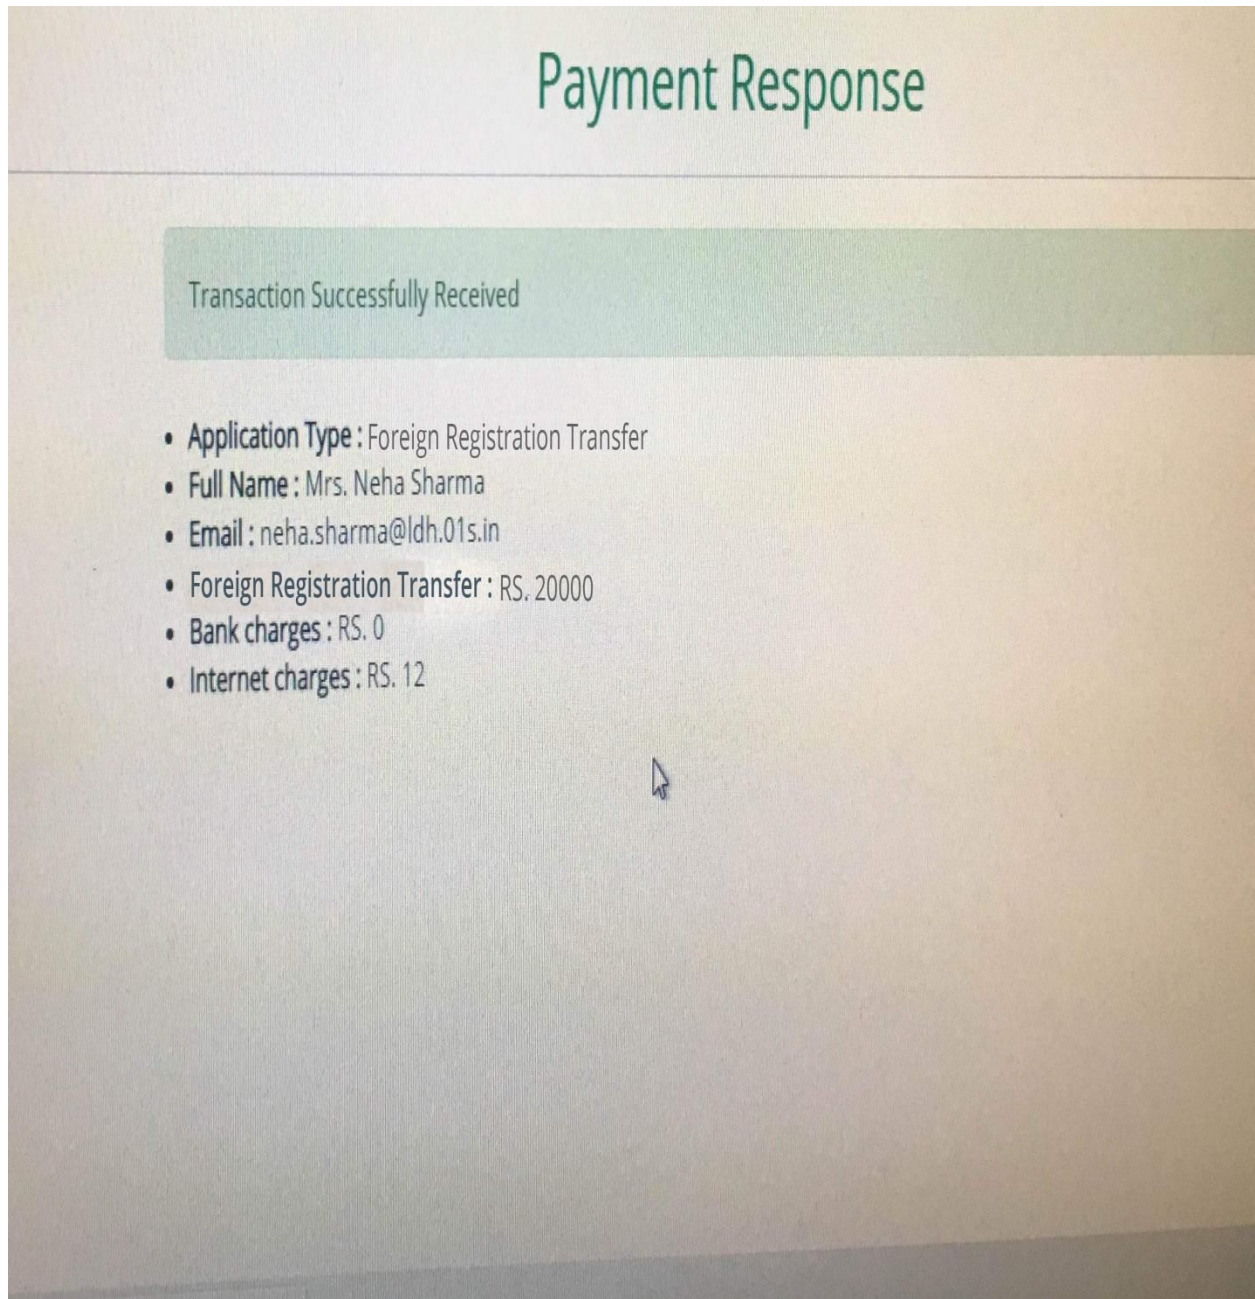 Payment Response
Transaction Successfully Received
• Application Type : Foreign Registration Transfer
• Full Name : Mrs. Neha Sharma
• Email : neha.sharma@ldh.01s.in
• Foreign Registration Transfer : RS. 20000
• Bank charges : RS. 0
• Internet charges : RS. 12